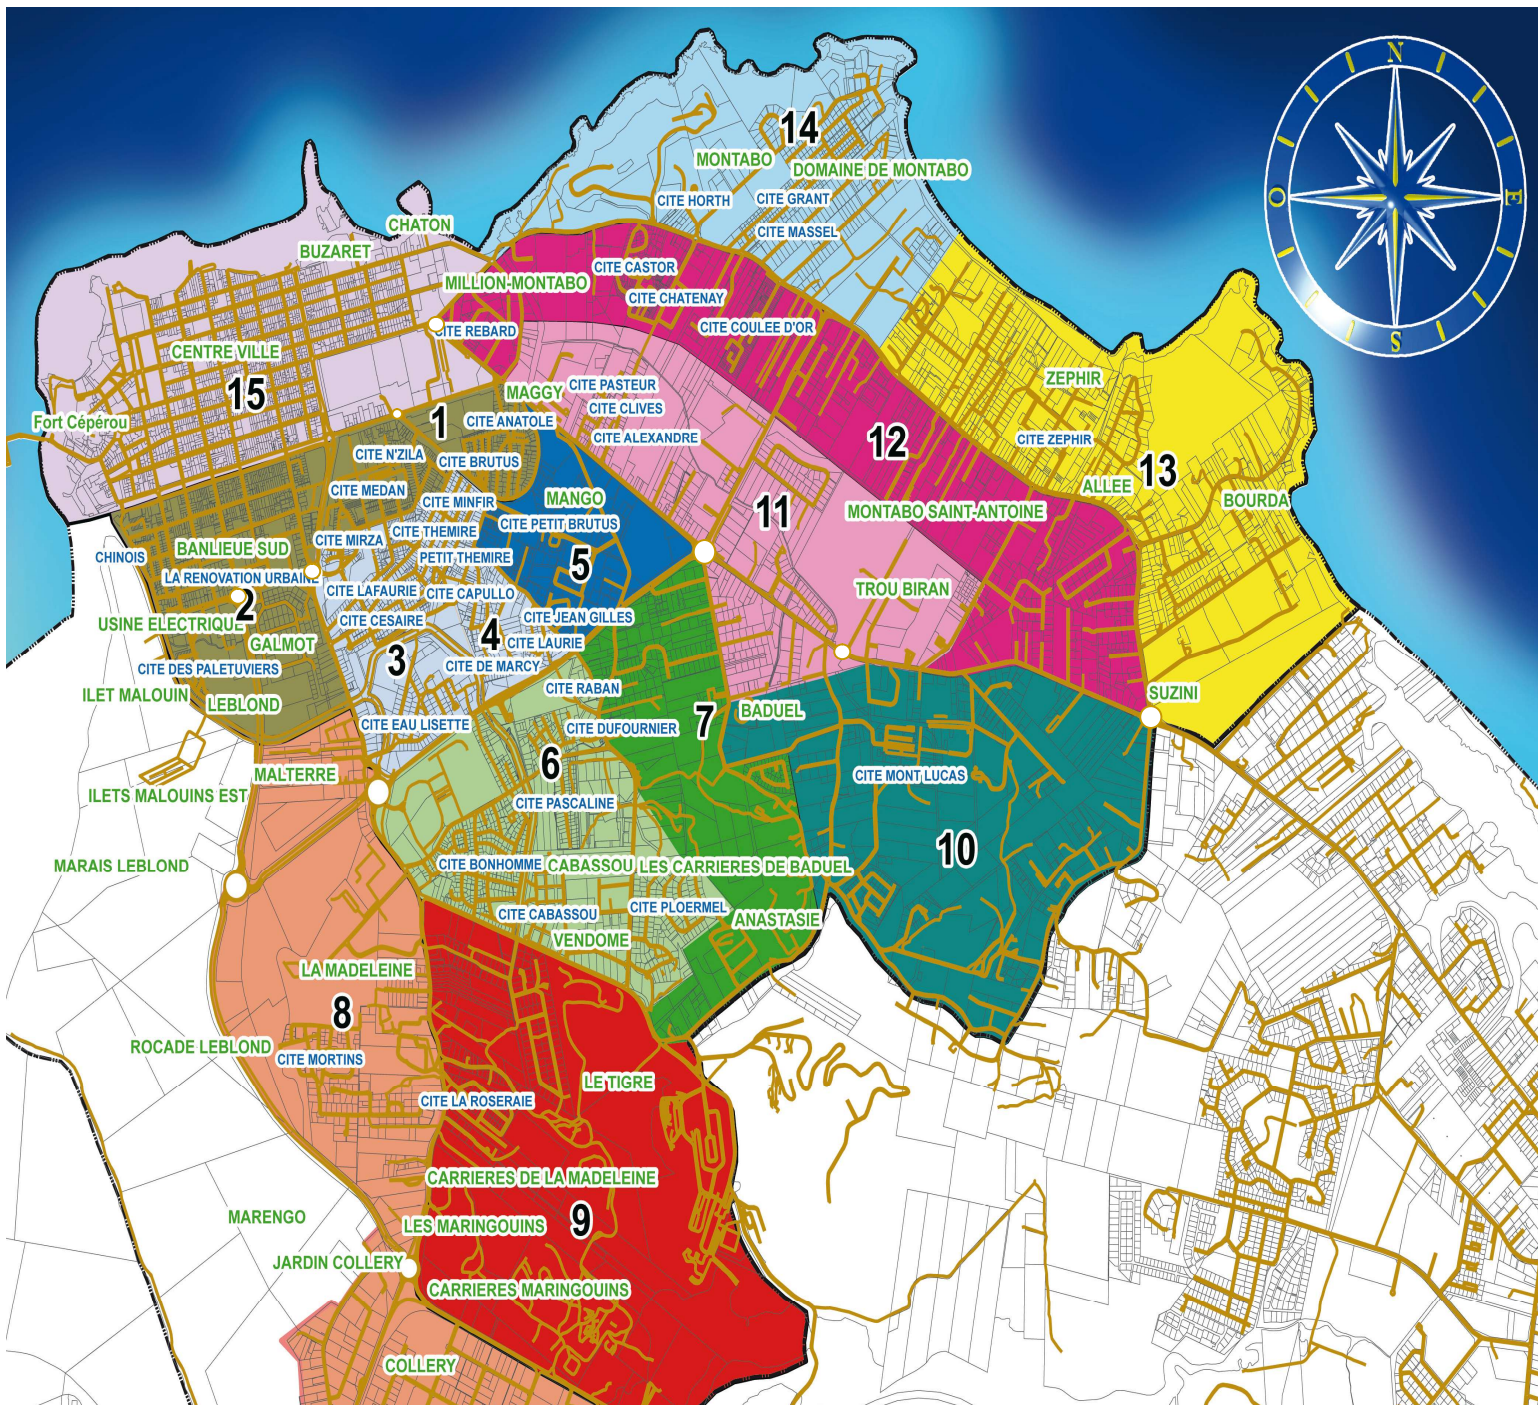 N
14
MONTABO
DOMAINE DE MONTABO
CITE HORTH
CITE GRANT
CITE MASSEL
O
E
S
CHATON
BUZARET
MILLION-MONTABO
CITE CASTOR
CITE CHATENAY
CITE COULEE D'OR
CITE REBARD
CENTRE VILLE
15
Fort Cépérou
MAGGY
CITE PASTEUR
CITE CLIVES
CITE ALEXANDRE
1
CITE ANATOLE
CITE N'ZILA
CITE BRUTUS
CITE MEDAN
CITE MINFIR
ZEPHIR
CITE ZEPHIR
12
13
ALLEE
BOURDA
MANGO
CITE PETIT BRUTUS
5
11
MONTABO SAINT-ANTOINE
TROU BIRAN
CHINOIS
BANLIEUE SUD
CITE MIRZA
CITE THEMIRE
PETIT THEMIRE
LA RENOVATION URBAINE
2
CITE LAFAURIE
CITE CAPULLO
USINE ELECTRIQUE
GALMOT
CITE CESAIRE
4
CITE JEAN GILLES
CITE LAURIE
CITE DES PALETUVIERS
3
CITE DE MARCY
ILET MALOUIN
LEBLOND
CITE RABAN
CITE EAU LISETTE
CITE DUFOURNIER
7
BADUEL
SUZINI
MALTERRE
6
CITE MONT LUCAS
ILETS MALOUINS EST
CITE PASCALINE
10
MARAIS LEBLOND
CITE BONHOMME
CABASSOU
LES CARRIERES DE BADUEL
CITE CABASSOU
CITE PLOERMEL
ANASTASIE
VENDOME
LA MADELEINE
8
ROCADE LEBLOND
CITE MORTINS
LE TIGRE
CITE LA ROSERAIE
CARRIERES DE LA MADELEINE
MARENGO
LES MARINGOUINS
9
JARDIN COLLERY
CARRIERES MARINGOUINS
COLLERY